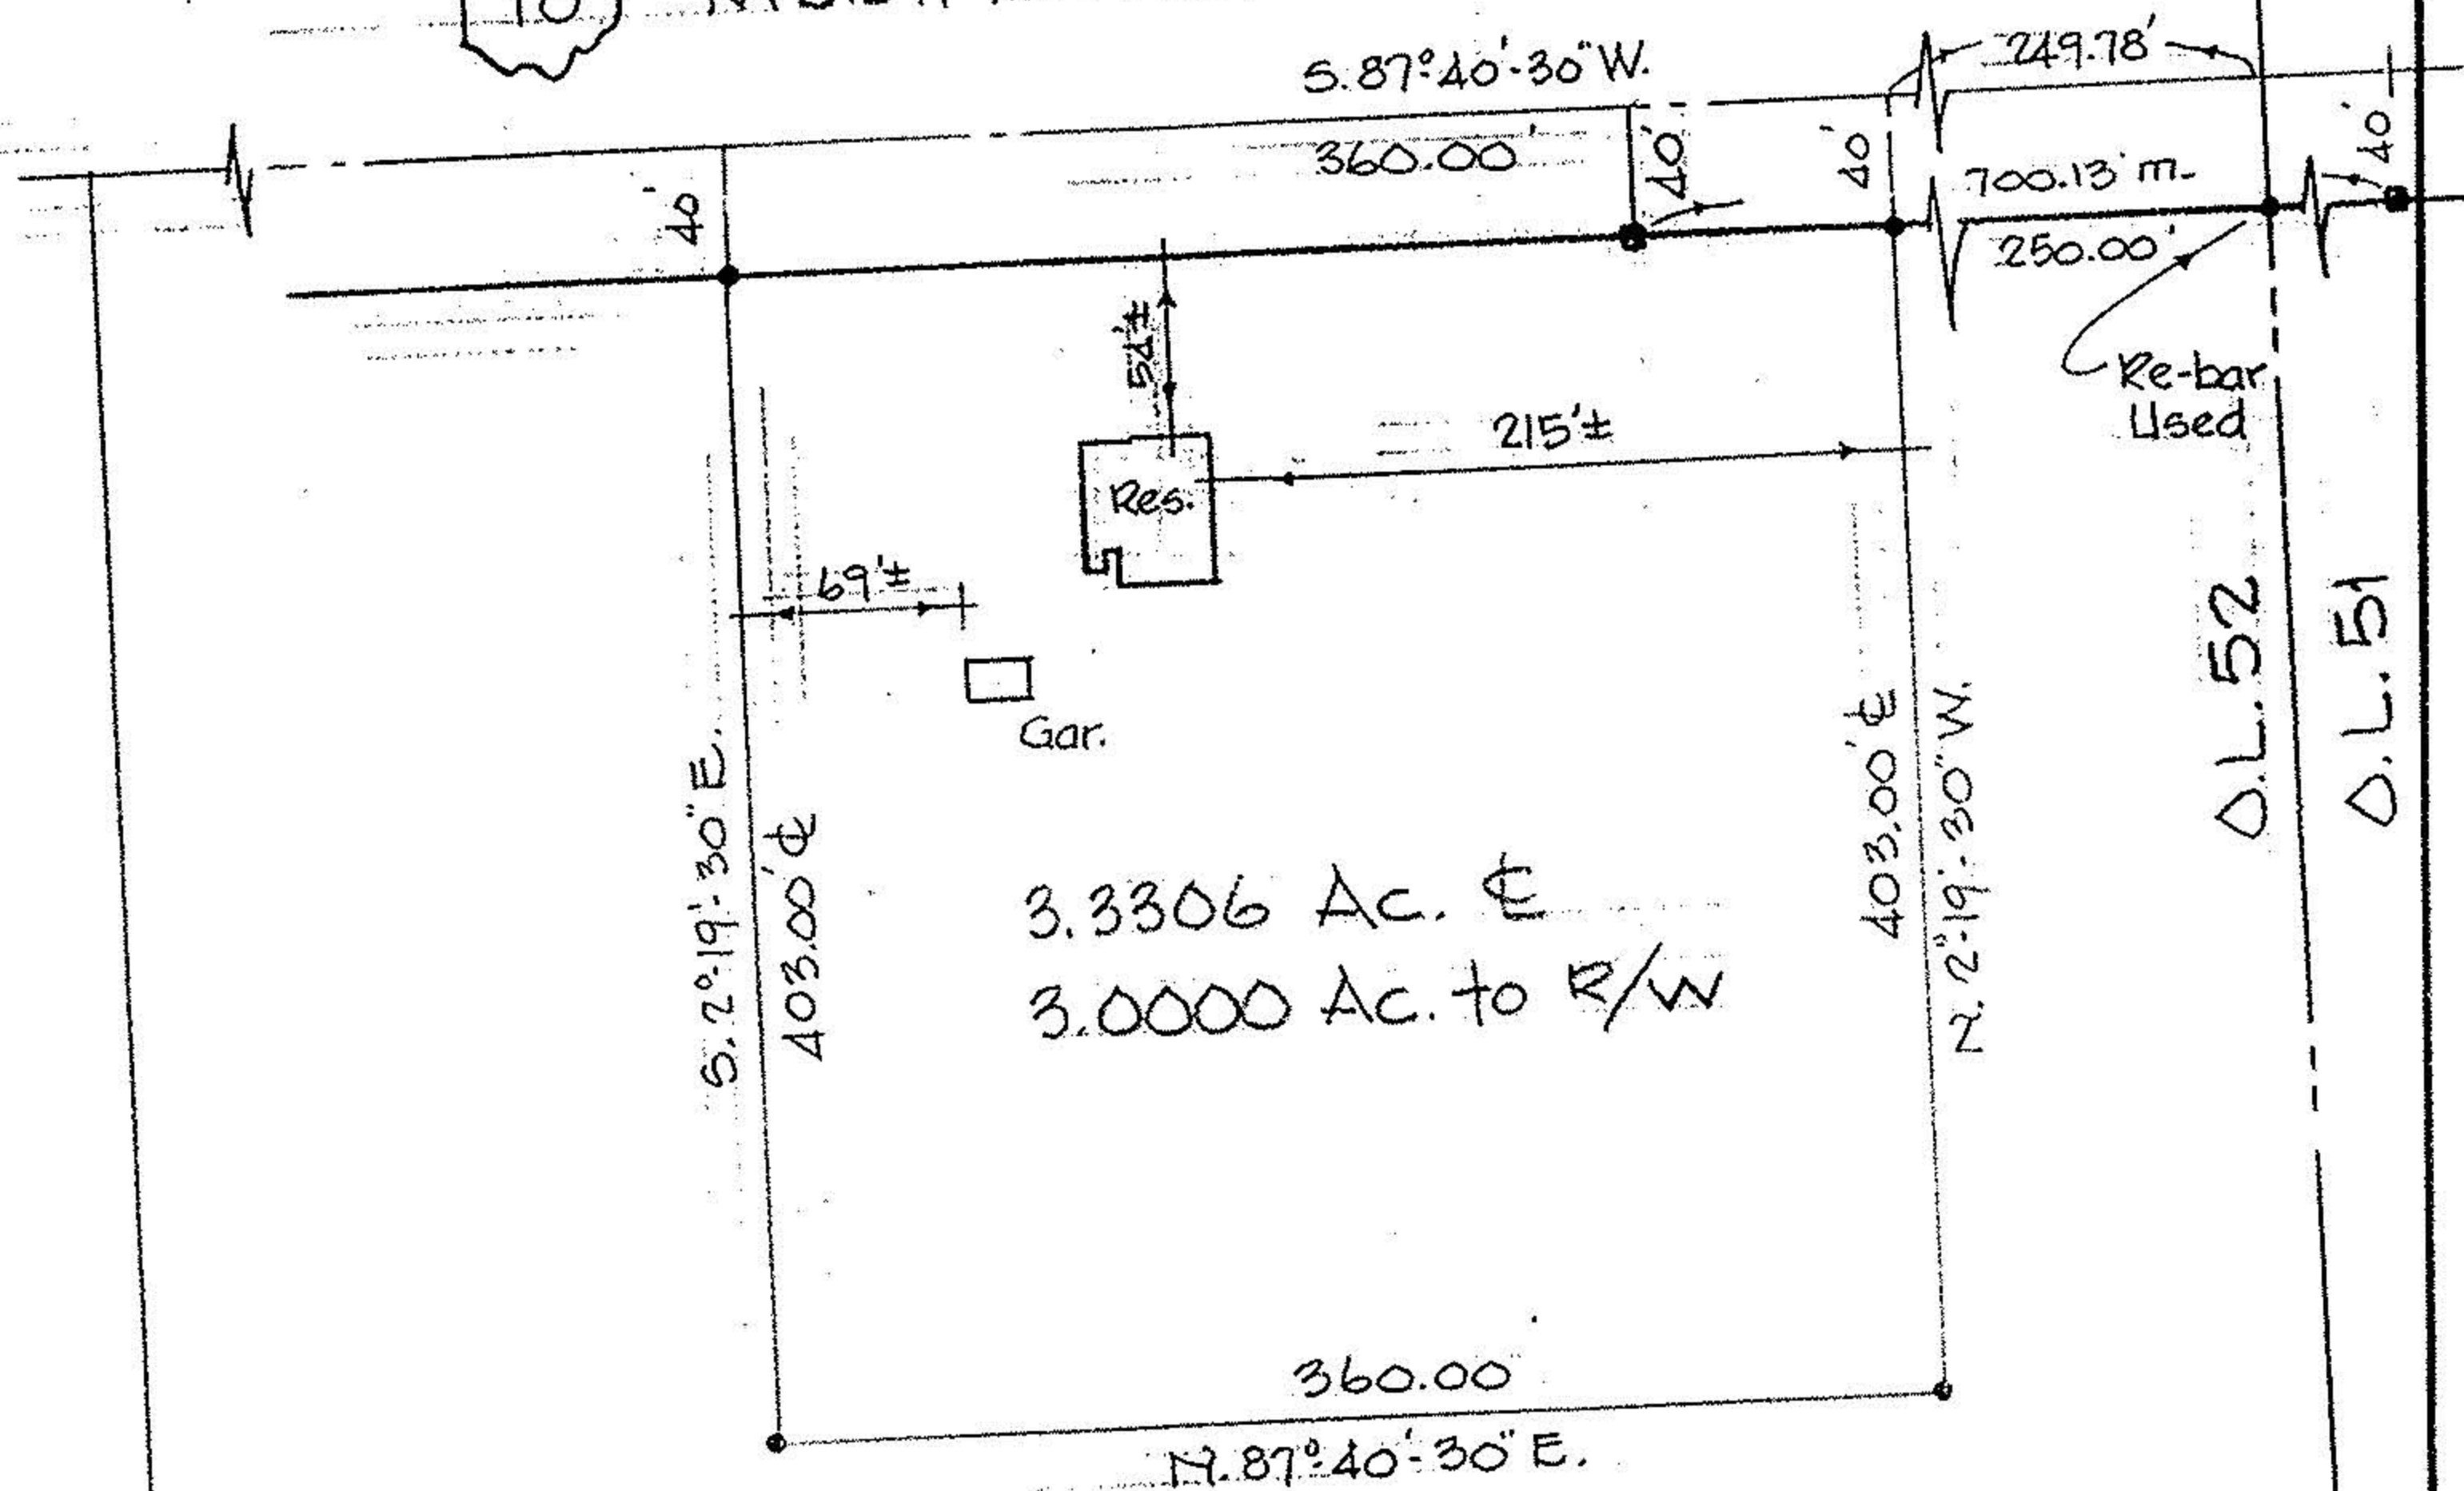 10
S. 87°-40'-30" W.
249.78'
360.00'
40'
40'
40'
40'
700.13' m.
250.00'
Re-bar
Used
54'±
215'±
Res.
69'±
Gar.
S. 2°-19'-30" E.
403.00' ℄
3.3306 Ac. ℄
3.0000 Ac. to R/W
403.00' ℄
N. 2°-19'-30" W.
O.L. 52
O.L. 51
360.00'
N. 87°-40'-30" E.